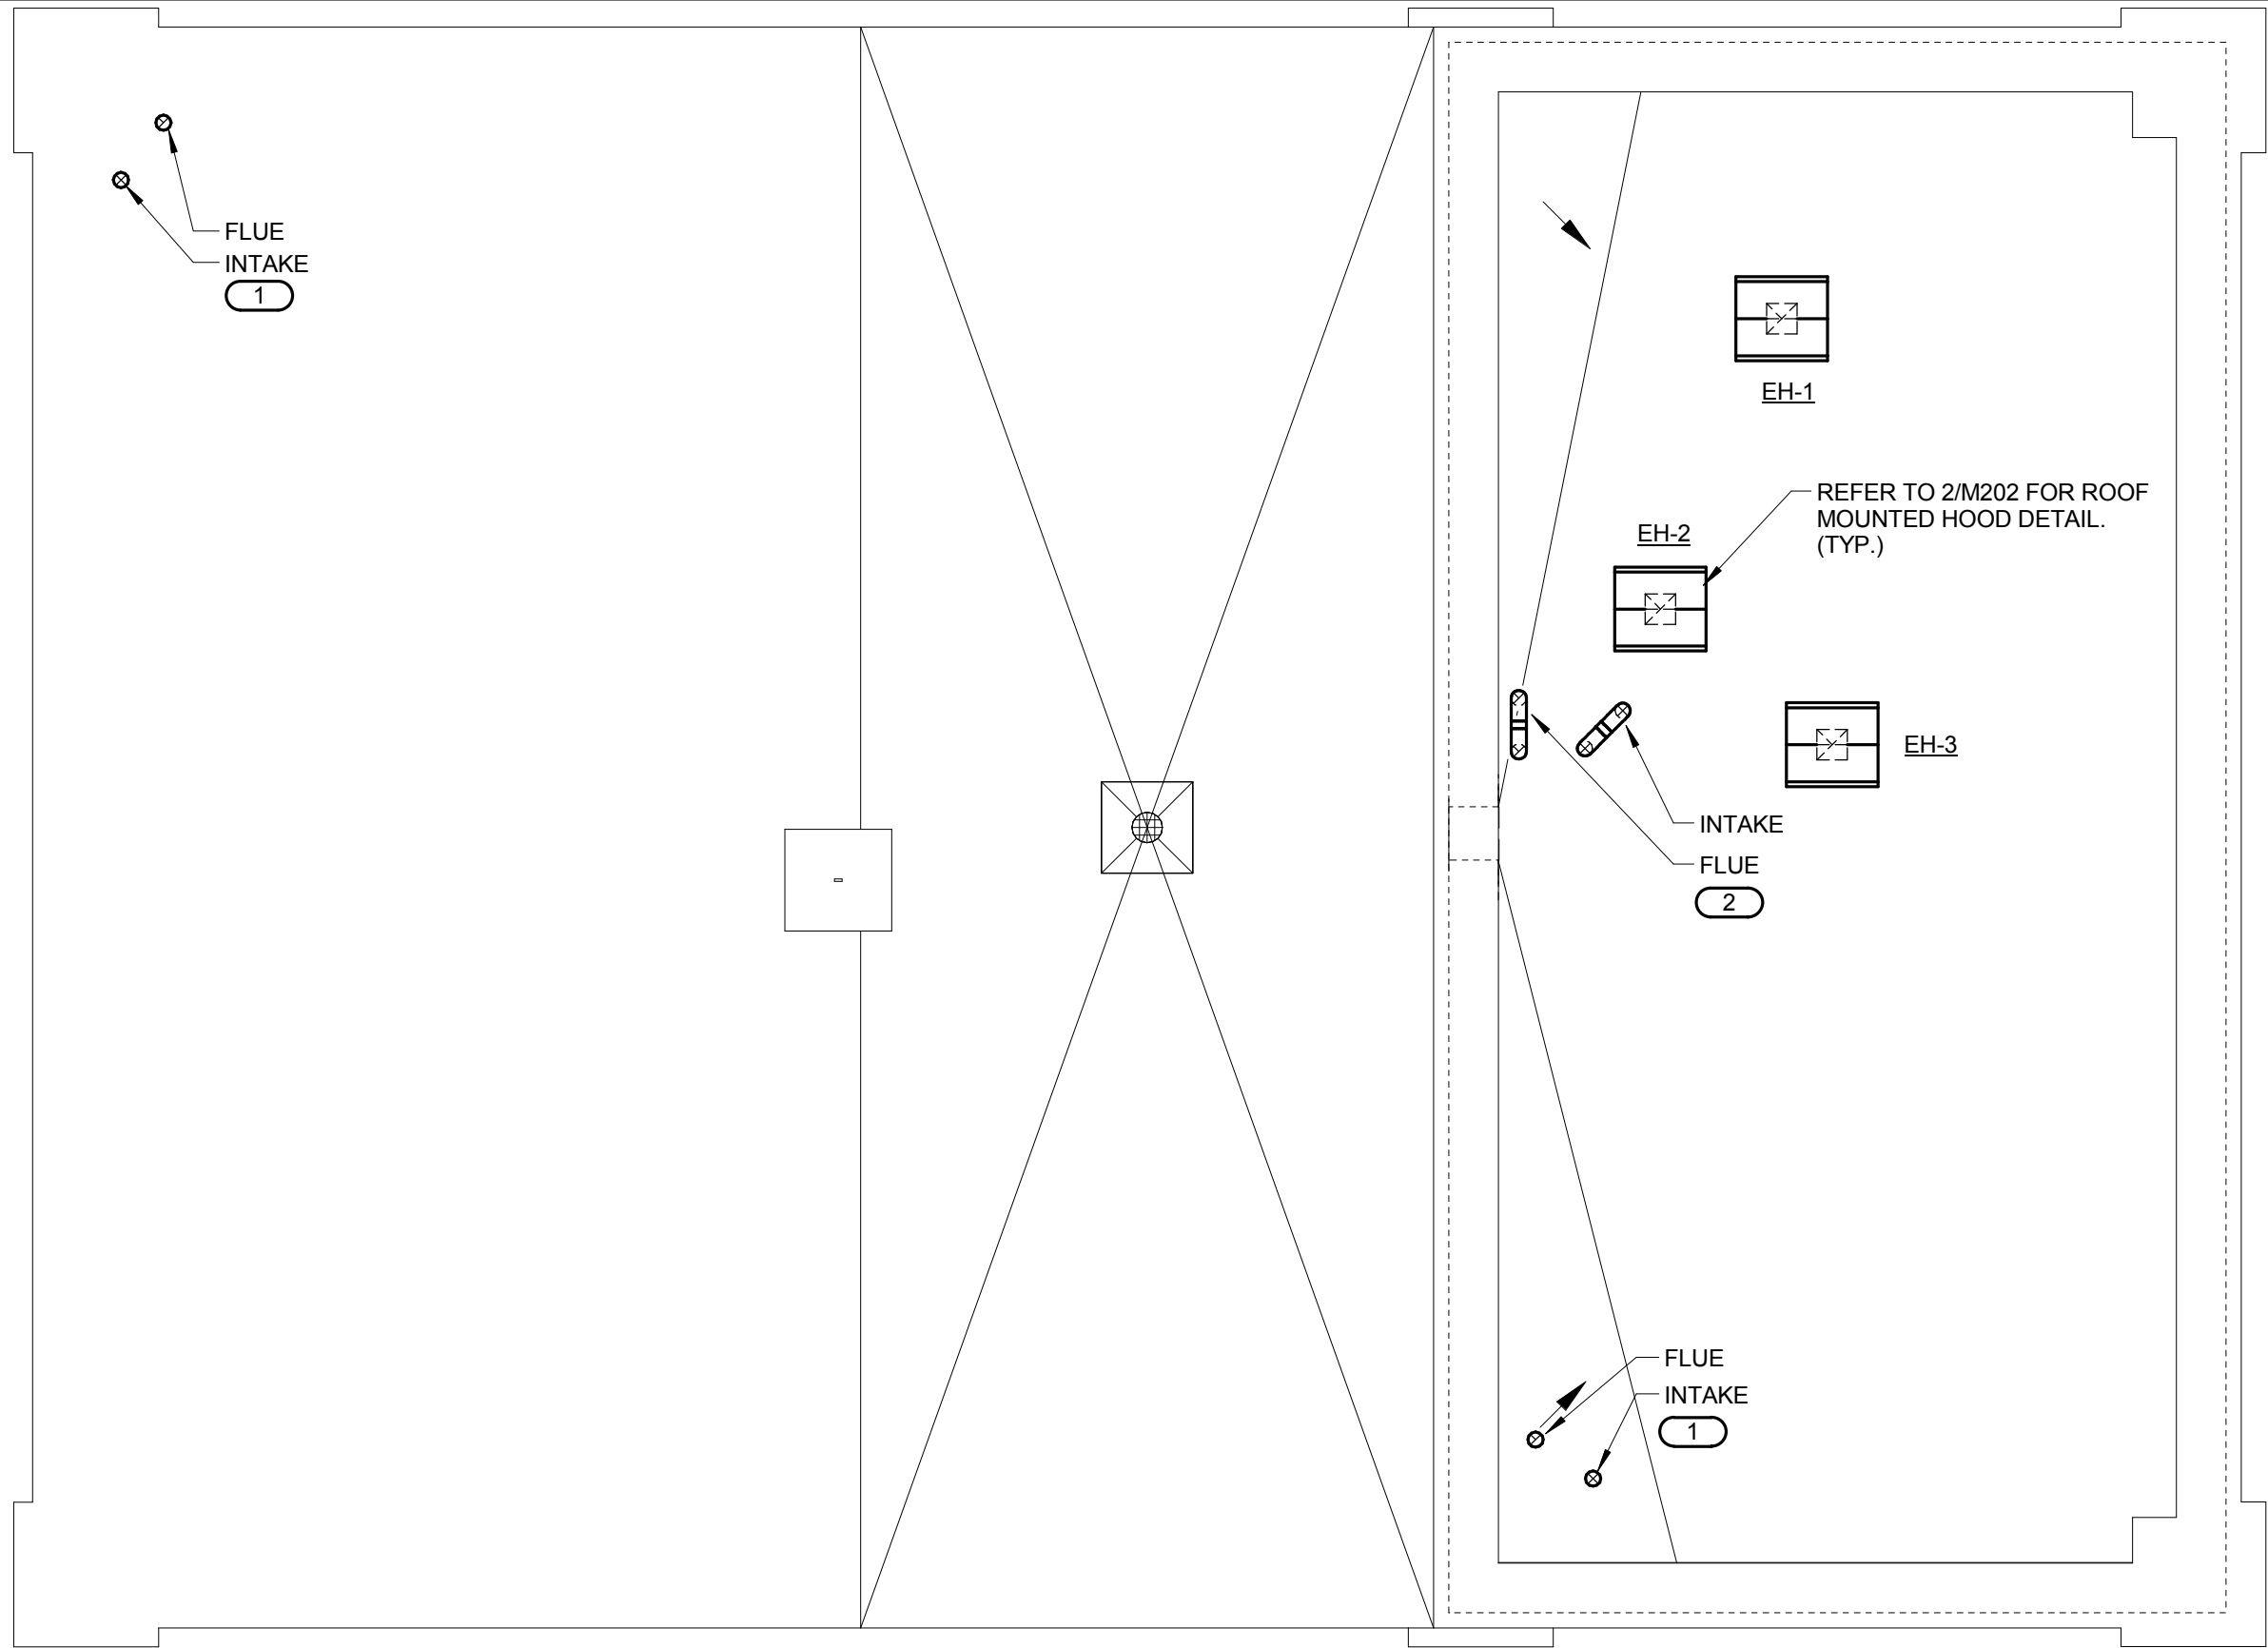 FLUE
INTAKE
1
EH-1
REFER TO 2/M202 FOR ROOF
MOUNTED HOOD DETAIL.
(TYP.)
EH-2
EH-3
INTAKE
FLUE
2
FLUE
INTAKE
1